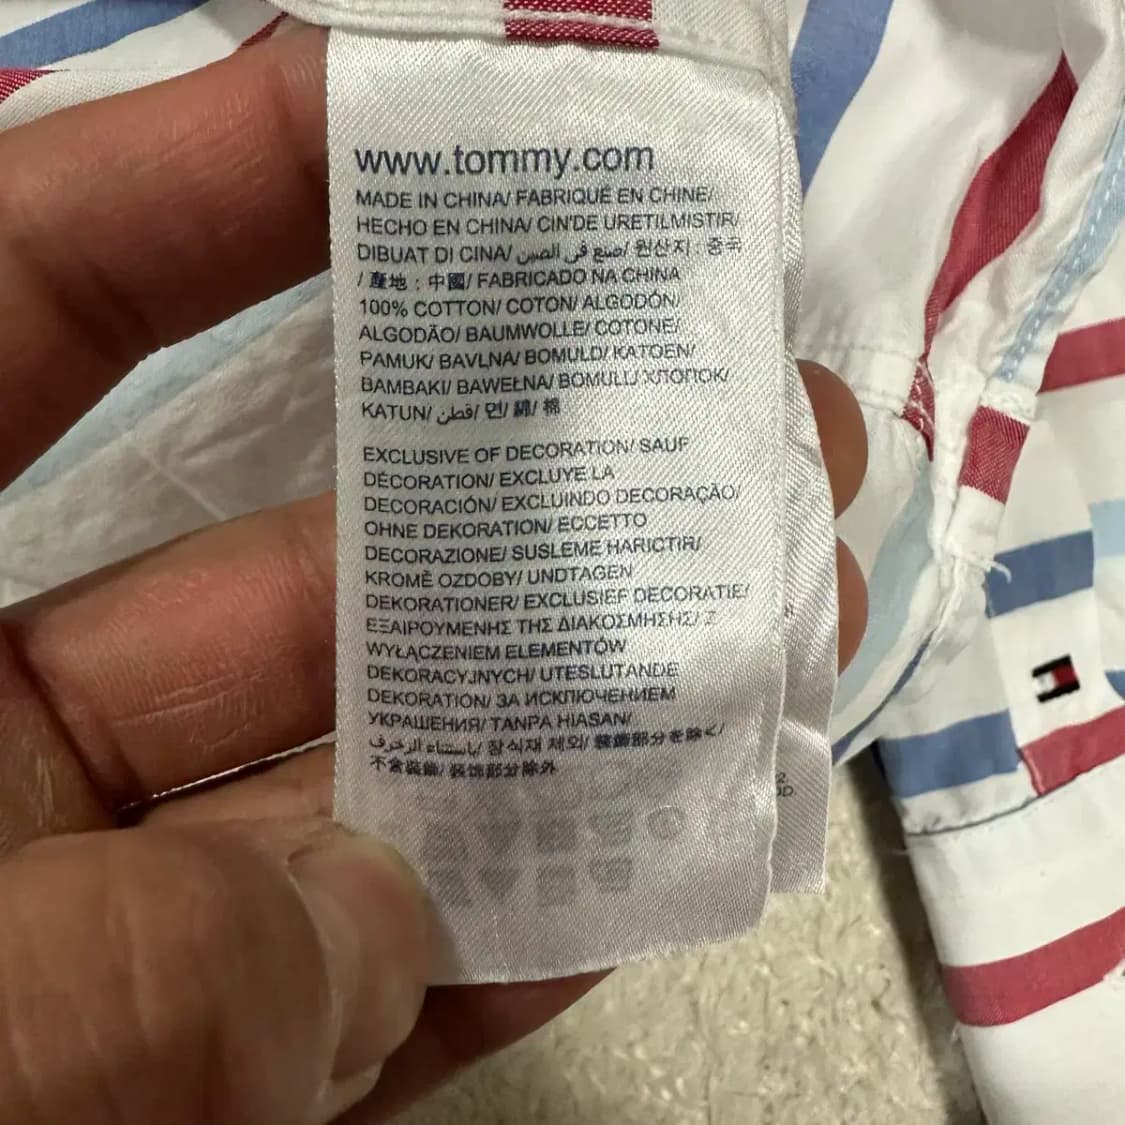 www.tommy.com
MADE IN CHINA/ FABRIQUÉ EN CHINE/
HECHO EN CHINA/ CIN'DE URETILMISTIR/
DIBUAT DI CINA/ صنع في الصين/ 원산지 : 중국
/ 產地 : 中國/ FABRICADO NA CHINA
100% COTTON/ COTON/ ALGODÓN/
ALGODÃO/ BAUMWOLLE/ COTONE/
PAMUK/ BAVLNA/ BOMULD/ KATOEN/
BAMBAKI/ BAWEŁNA/ BOMULL/ ХЛОПОК/
KATUN/ قطن/ 면/ 綿/ 棉
EXCLUSIVE OF DECORATION/ SAUF
DÉCORATION/ EXCLUYE LA
DECORACIÓN/ EXCLUINDO DECORAÇÃO/
OHNE DEKORATION/ ECCETTO
DECORAZIONE/ SUSLEME HARICTIR/
KROMĚ OZDOBY/ UNDTAGEN
DEKORATIONER/ EXCLUSIEF DECORATIE/
ΕΞΑΙΡΟΥΜΕΝΗΣ ΤΗΣ ΔΙΑΚΟΣΜΗΣΗΣ/ Z
WYŁĄCZENIEM ELEMENTÓW
DEKORACYJNYCH/ UTESLUTANDE
DEKORATION/ ЗА ИСКЛЮЧЕНИЕМ
УКРАШЕНИЯ/ TANPA HIASAN/
باستثناء الزخرف/ 장식재 제외/ 装飾部分を除く/
不含裝飾/ 装饰部分除外